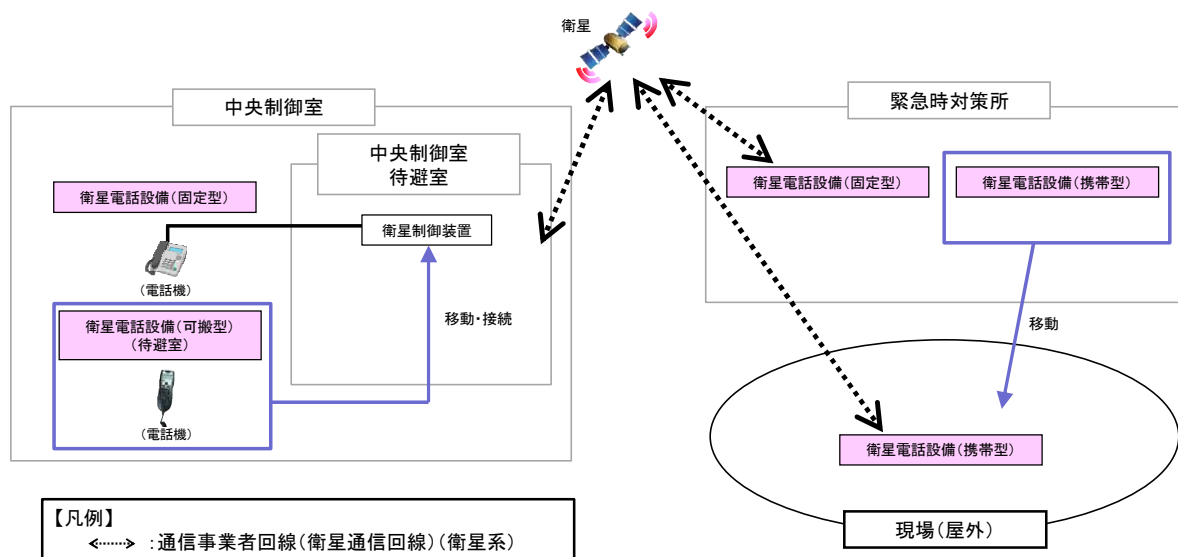 衛星
中央制御室
中央制御室
待避室
衛星電話設備(固定型)
衛星制御装置
(電話機)
衛星電話設備(可搬型)
(待避室)
(電話機)
移動・接続
緊急時対策所
衛星電話設備(固定型)
衛星電話設備(携帯型)
移動
衛星電話設備(携帯型)
現場(屋外)
【凡例】
:通信事業者回線(衛星通信回線)(衛星系)